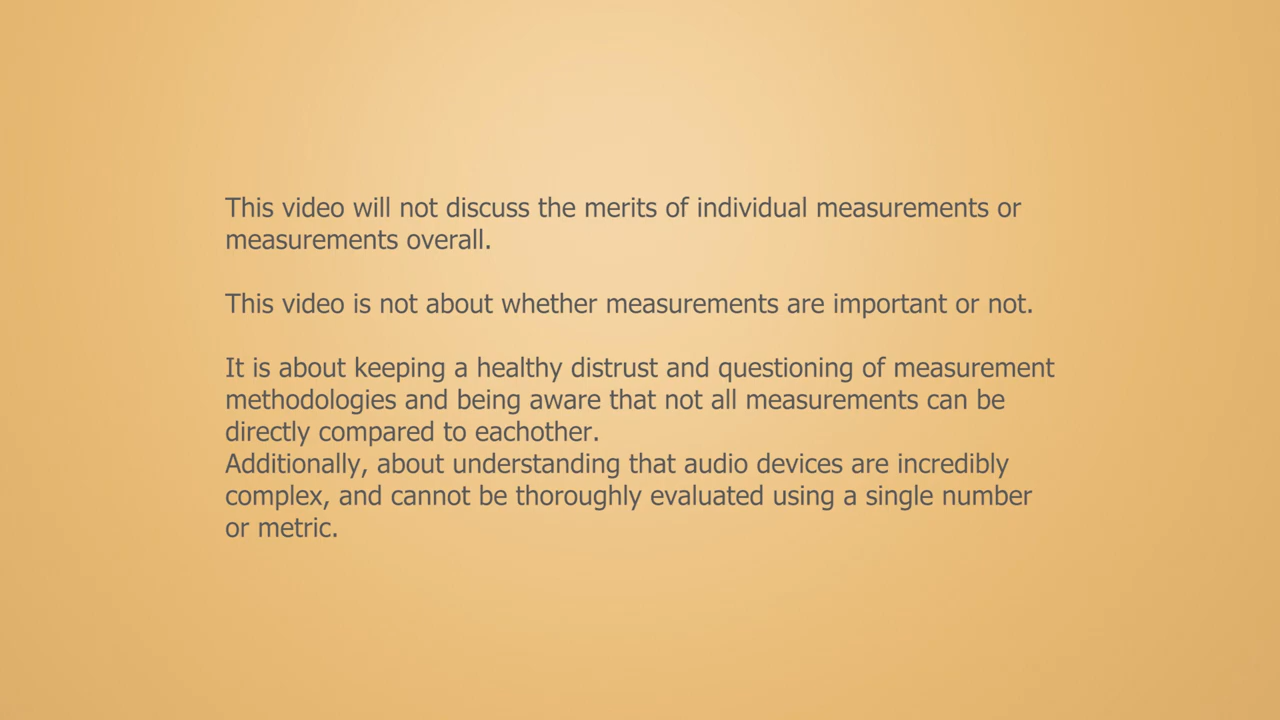 This video will not discuss the merits of individual measurements or
measurements overall.
This video is not about whether measurements are important or not.
It is about keeping a healthy distrust and questioning of measurement
methodologies and being aware that not all measurements can be
directly compared to eachother.
Additionally, about understanding that audio devices are incredibly
complex, and cannot be thoroughly evaluated using a single number
or metric.